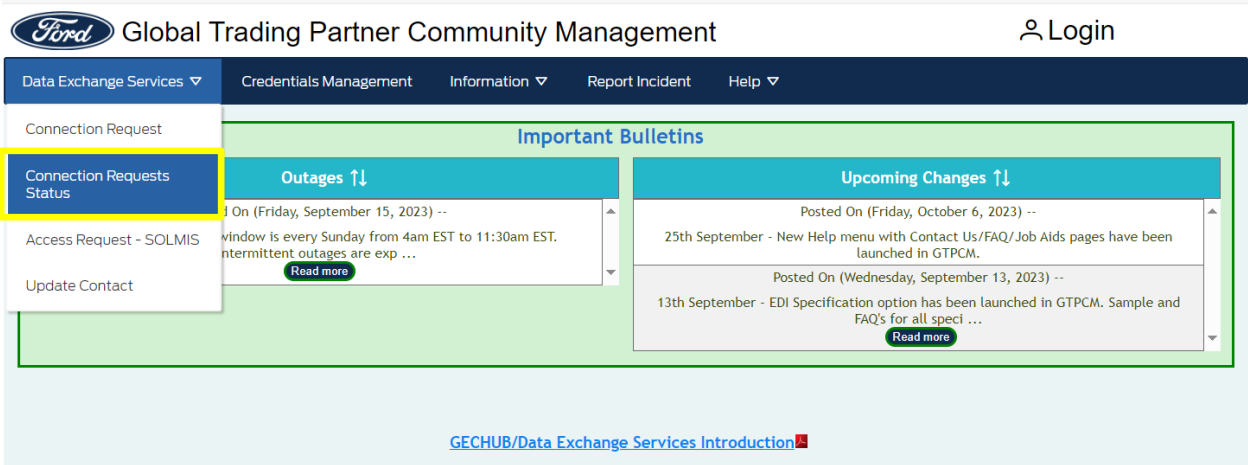 Ford Global Trading Partner Community Management
Login
Data Exchange Services
Credentials Management
Information
Report Incident
Help
Connection Request
Connection Requests
Status
Access Request - SOLMIS
Update Contact
Important Bulletins
Outages
On (Friday, September 15, 2023) --
window is every Sunday from 4am EST to 11:30am EST.
ntermittent outages are exp ...
Read more
Upcoming Changes
Posted On (Friday, October 6, 2023) --
25th September - New Help menu with Contact Us/FAQ/Job Aids pages have been
launched in GTPCM.
Posted On (Wednesday, September 13, 2023) --
13th September - EDI Specification option has been launched in GTPCM. Sample and
FAQ's for all speci ...
Read more
GECHUB/Data Exchange Services Introduction